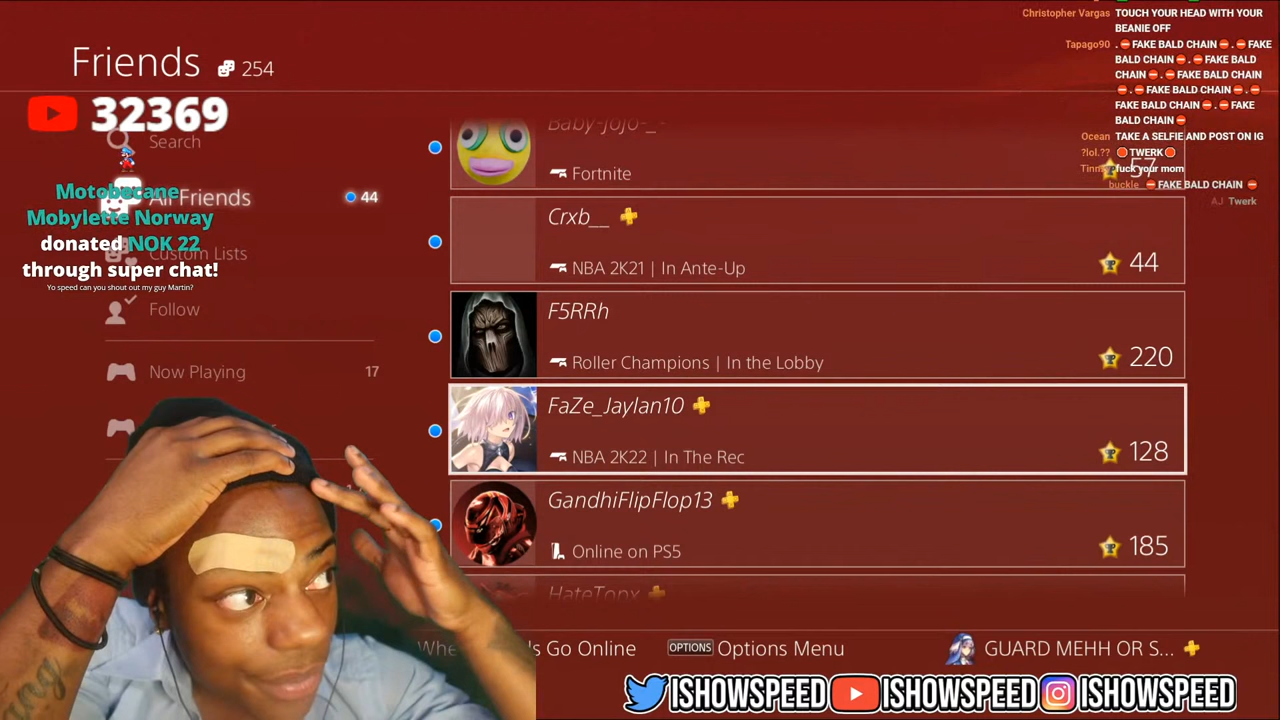 Friends 254
32369
Search
All Friends 44
Motobecane
Mobylette Norway
donated NOK 22
through super chat!
Yo speed can you shout out my guy Martin?
Custom Lists
Follow
Now Playing 17
Baby-JoJo-_-
Fortnite
57
Crxb__
NBA 2K21 | In Ante-Up
44
F5RRh
Roller Champions | In the Lobby
220
FaZe_Jaylan10
NBA 2K22 | In The Rec
128
GandhiFlipFlop13
Online on PS5
185
HateTopx
Go Online
OPTIONS Options Menu
GUARD MEHH OR S...
Christopher Vargas TOUCH YOUR HEAD WITH YOUR
BEANIE OFF
Tapago90 .⛔FAKE BALD CHAIN⛔.⛔FAKE
BALD CHAIN⛔.⛔FAKE BALD
CHAIN⛔.⛔FAKE BALD CHAIN
⛔.⛔FAKE BALD CHAIN⛔.⛔
FAKE BALD CHAIN⛔.⛔FAKE
BALD CHAIN⛔
Ocean TAKE A SELFIE AND POST ON IG
?lol.?? 🛑TWERK🛑
fuck your mom
buckle ⛔FAKE BALD CHAIN⛔
AJ Twerk
ISHOWSPEED ISHOWSPEED ISHOWSPEED